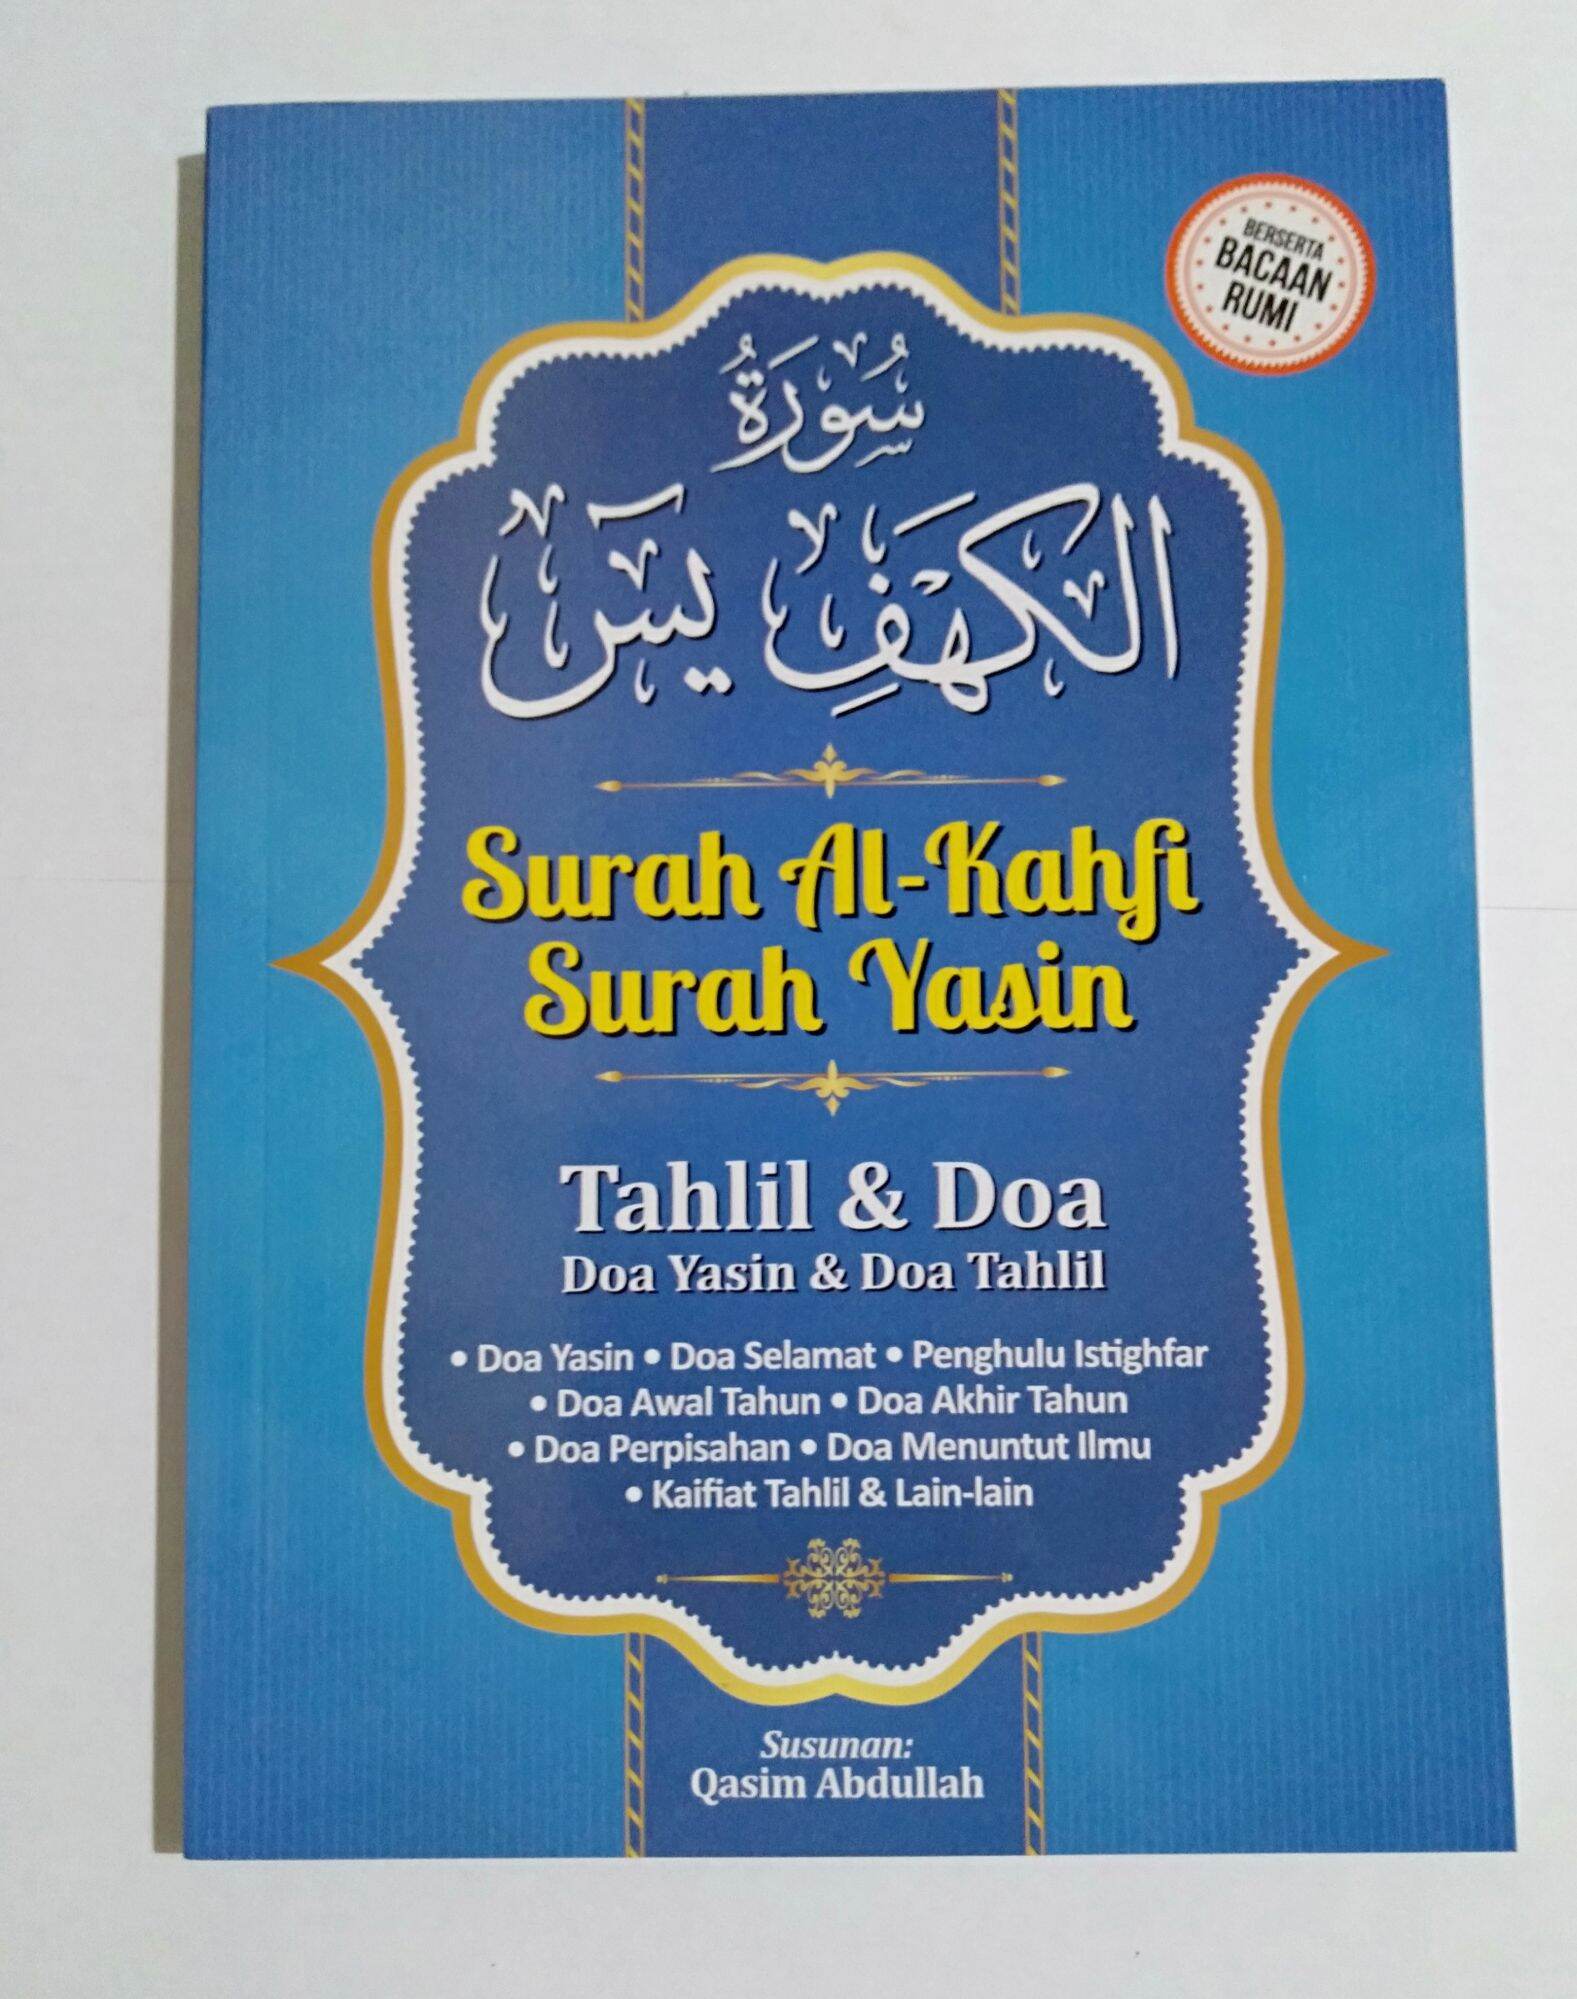 BERSERTA
BACAAN
RUMI
سُورَةُ
الكَهْفِ يسٓ
Surah Al-Kahfi
Surah Yasin
Tahlil & Doa
Doa Yasin & Doa Tahlil
• Doa Yasin • Doa Selamat • Penghulu Istighfar
• Doa Awal Tahun • Doa Akhir Tahun
• Doa Perpisahan • Doa Menuntut Ilmu
• Kaifiat Tahlil & Lain-lain
Susunan:
Qasim Abdullah